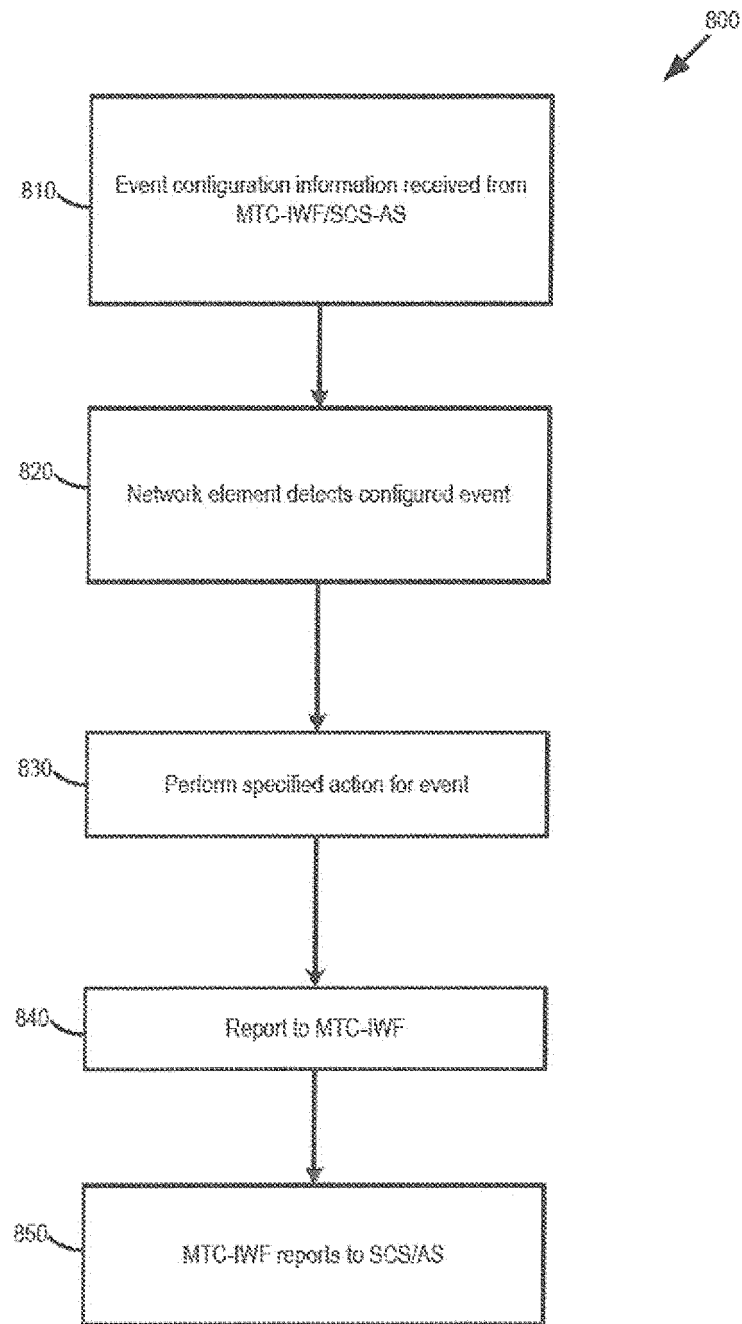 800
810
Event configuration information received from
MTC-IWF/SCS-AS
820
Network element detects configured event
830
Perform specified action for event
840
Report to MTC-IWF
850
MTC-IWF reports to SCS/AS